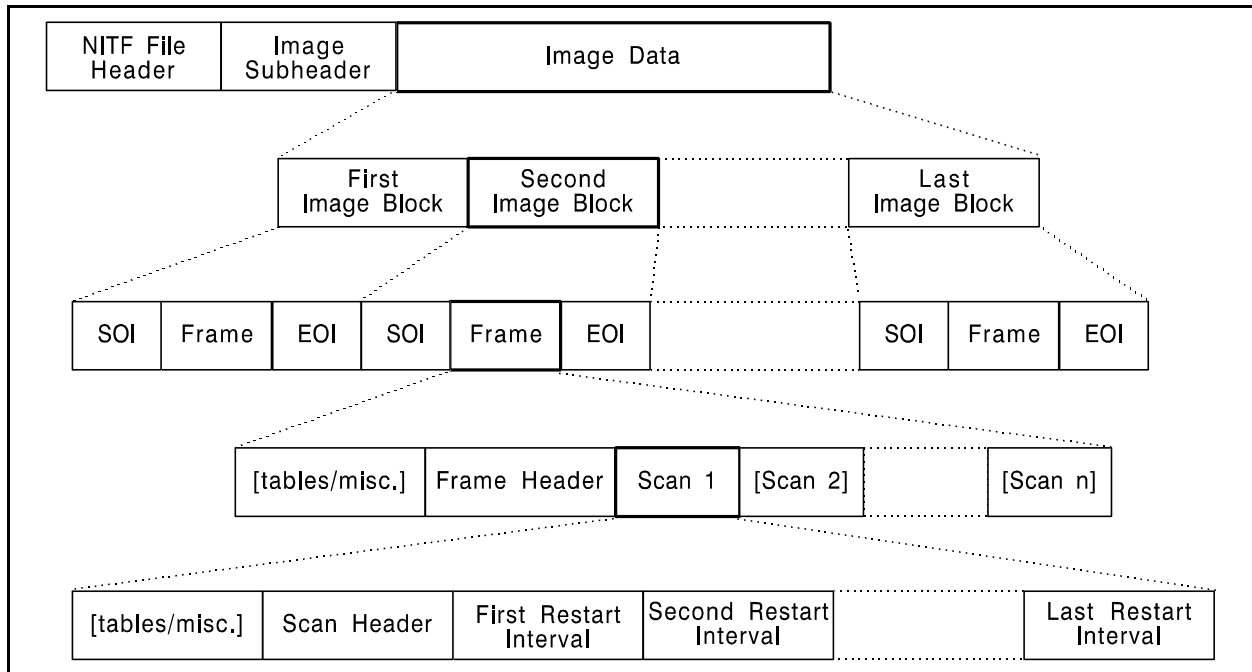 NITF File
Header
Image
Subheader
Image Data
First
Image Block
Second
Image Block
Last
Image Block
SOI
Frame
EOI
SOI
Frame
EOI
SOI
Frame
EOI
[tables/misc.]
Frame Header
Scan 1
[Scan 2]
[Scan n]
[tables/misc.]
Scan Header
First Restart
Interval
Second Restart
Interval
Last Restart
Interval